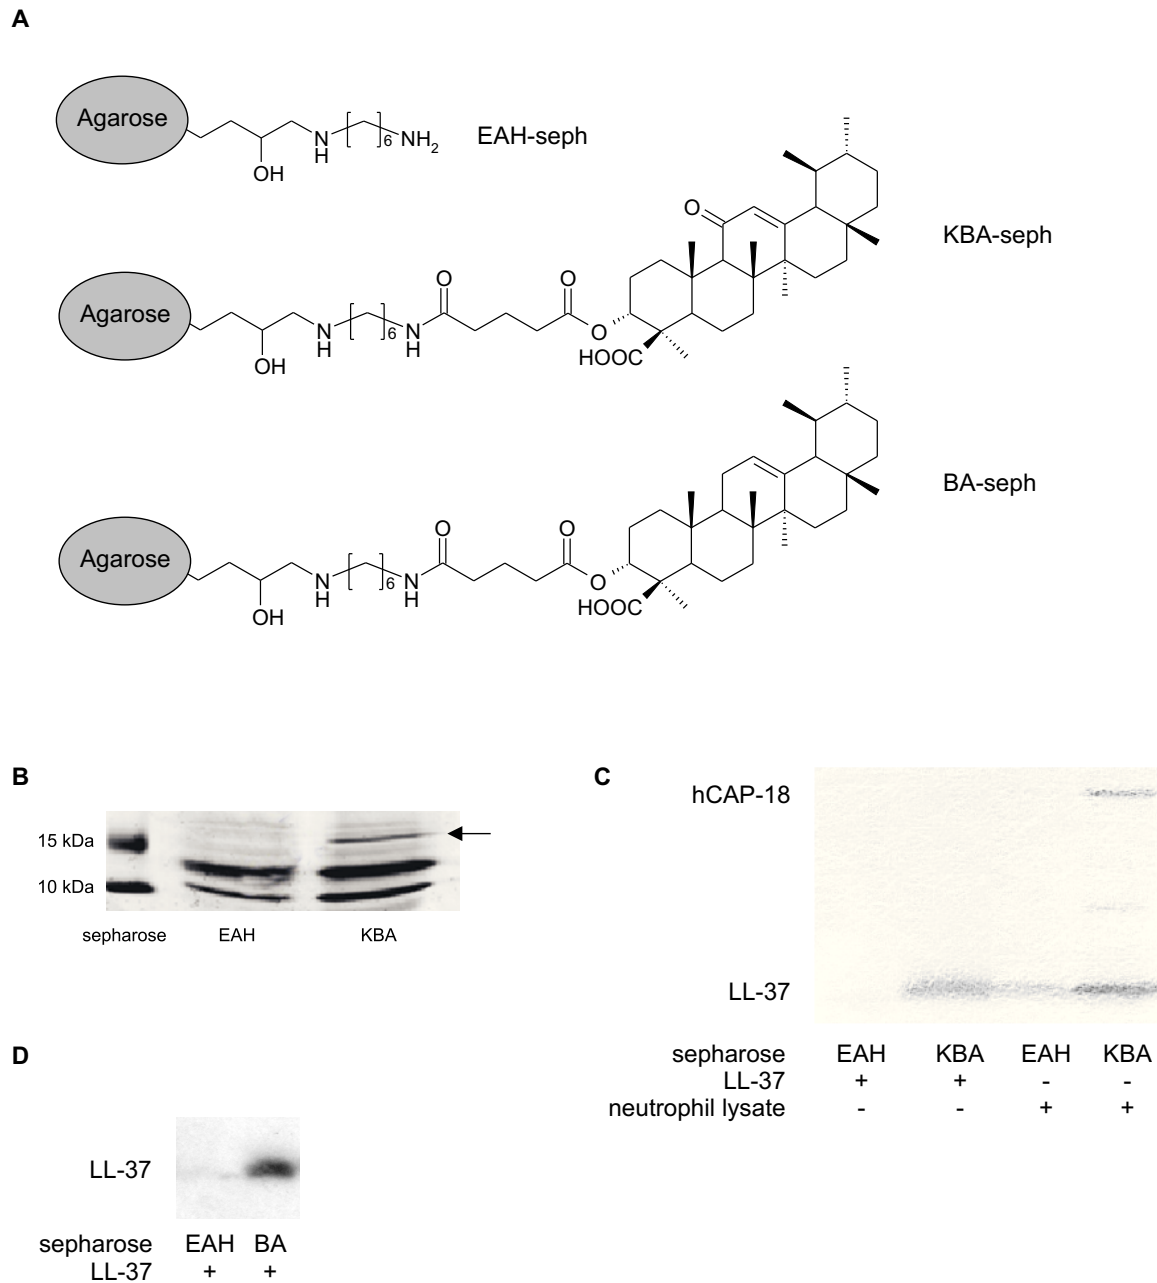 A
Agarose
N
H
6
NH2
OH
EAH-seph
O
KBA-seph
Agarose
O
O
N
H
6
N
H
O
OH
HOOC
BA-seph
Agarose
O
O
N
H
6
N
H
O
OH
HOOC
B
15 kDa
10 kDa
sepharose EAH KBA
C
hCAP-18
LL-37
sepharose EAH KBA EAH KBA
LL-37 + + - -
neutrophil lysate - - + +
D
LL-37
sepharose EAH BA
LL-37 + +